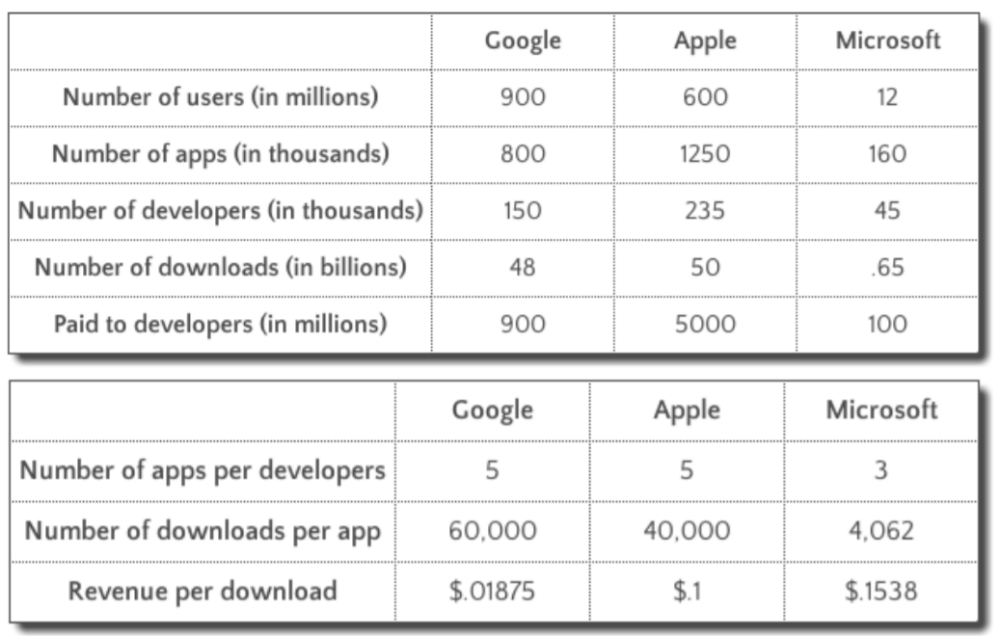 Google Apple Microsoft
Number of users (in millions) 900 600 12
Number of apps (in thousands) 800 1250 160
Number of developers (in thousands) 150 235 45
Number of downloads (in billions) 48 50 .65
Paid to developers (in millions) 900 5000 100
Google Apple Microsoft
Number of apps per developers 5 5 3
Number of downloads per app 60,000 40,000 4,062
Revenue per download $.01875 $.1 $.1538